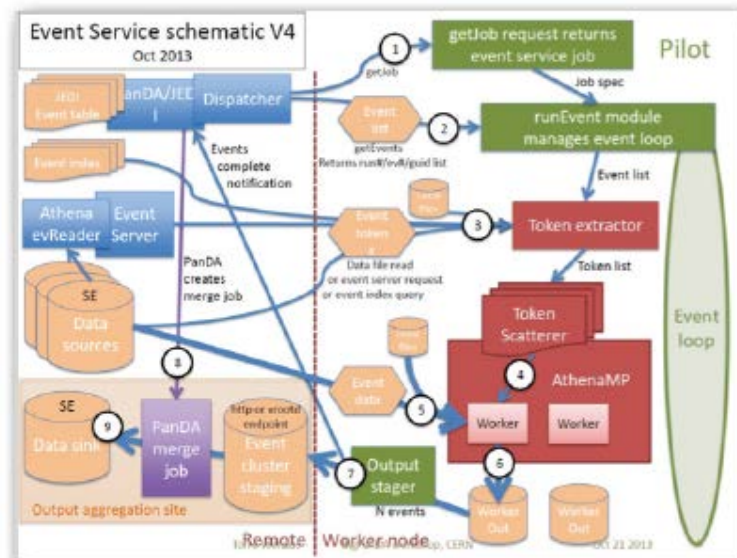 Event Service schematic V4
Oct 2013
1
getJob
getJob request returns
event service job
Pilot
JEDI
Event table
PanDA/JED
I
Dispatcher
Job spec
Event
list
2
runEvent module
manages event loop
getEvents
Returns run#/ev#/guid list
Event index
Events
complete
notification
Event list
Athena
evReader
Event
Server
Event
token
s
3
Token extractor
Data file read
or event server request
or event index query
Token list
PanDA
creates
merge job
SE
Data
sources
Token
Scatterer
Event
loop
4
AthenaMP
8
Event
data
5
Worker
Worker
SE
Data sink
9
PanDA
merge
job
http or xrootd
endpoint
Event
cluster
staging
7
Output
stager
6
N events
Worker
Out
Worker
Out
Output aggregation site
Remote
Worker node
CERN
Oct 21 2013